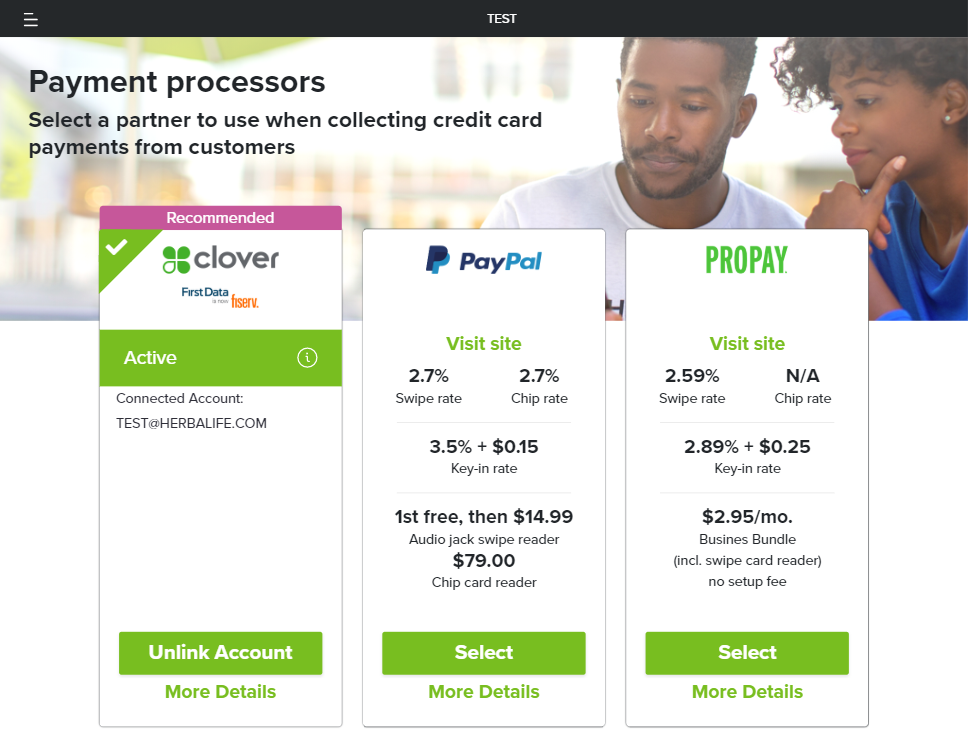 TEST
Payment processors
Select a partner to use when collecting credit card
payments from customers
Recommended
clover
First Data
is now fiserv.
Active
Connected Account:
TEST@HERBALIFE.COM
Unlink Account
More Details
PayPal
Visit site
2.7% 2.7%
Swipe rate Chip rate
3.5% + $0.15
Key-in rate
1st free, then $14.99
Audio jack swipe reader
$79.00
Chip card reader
Select
More Details
PROPAY.
Visit site
2.59% N/A
Swipe rate Chip rate
2.89% + $0.25
Key-in rate
$2.95/mo.
Busines Bundle
(incl. swipe card reader)
no setup fee
Select
More Details